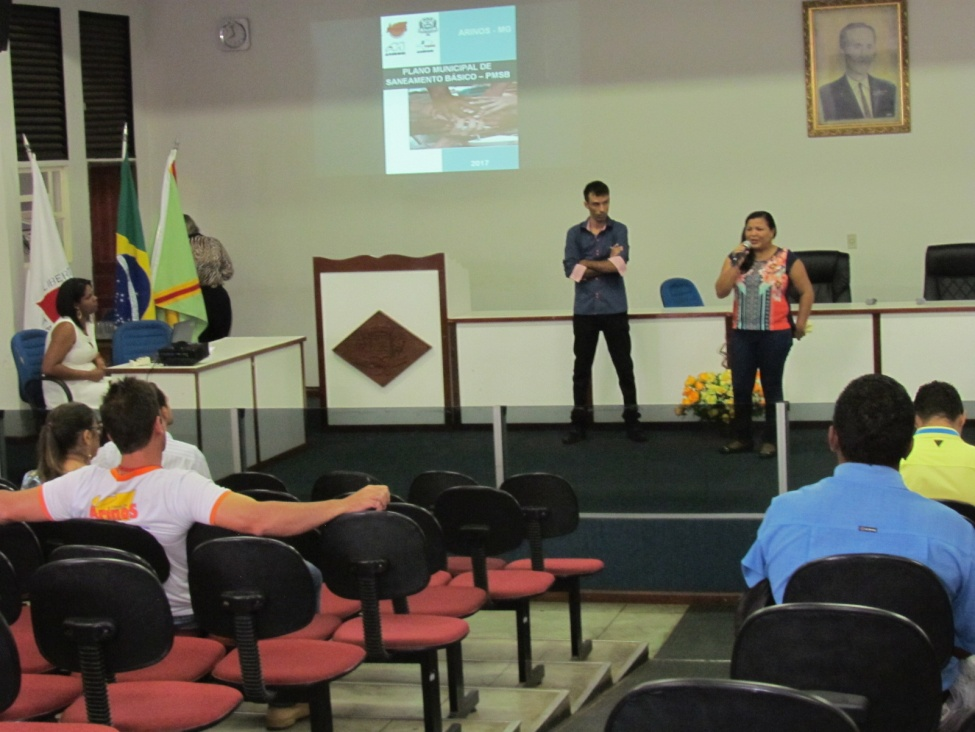 ARINOS - MG
PLANO MUNICIPAL DE
SANEAMENTO BÁSICO – PMSB
2017
Arinos